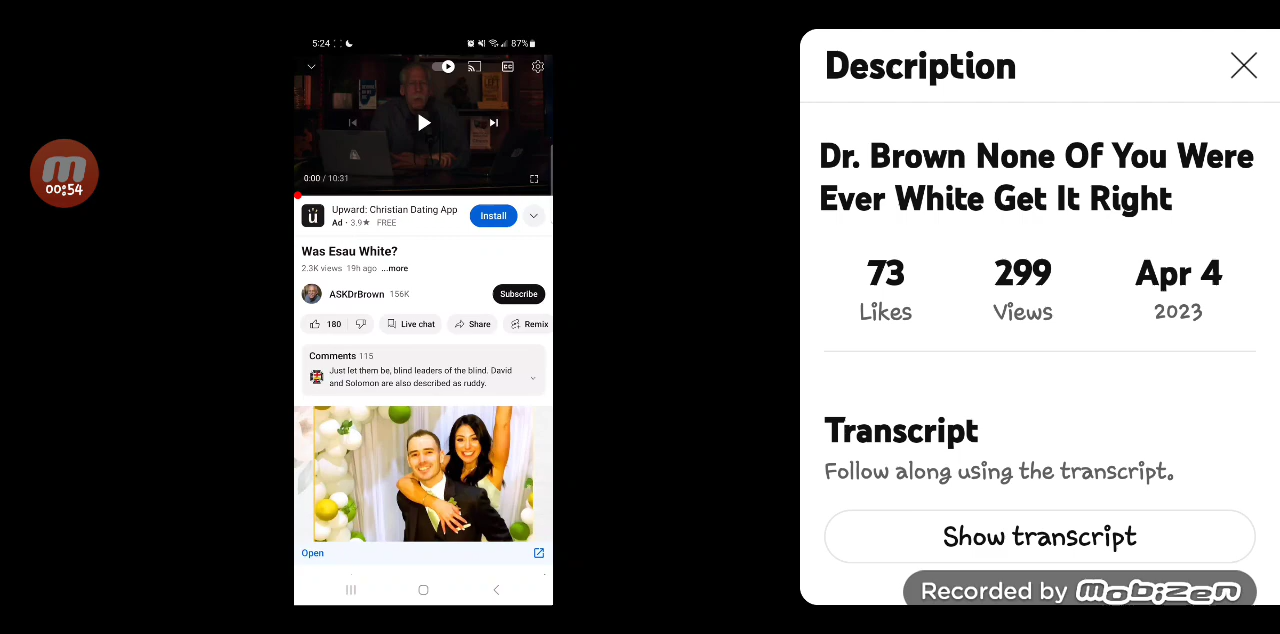 00:54
5:24
87%
0:00 / 10:31
ü
Upward: Christian Dating App
Ad · 3.9★ FREE
Install
Was Esau White?
2.3K views 19h ago ...more
ASKDrBrown 156K
Subscribe
180
Live chat
Share
Remix
Comments 115
Just let them be, blind leaders of the blind. David
and Solomon are also described as ruddy.
Open
Description
Dr. Brown None Of You Were
Ever White Get It Right
73
Likes
299
Views
Apr 4
2023
Transcript
Follow along using the transcript.
Show transcript
Recorded by mobizen